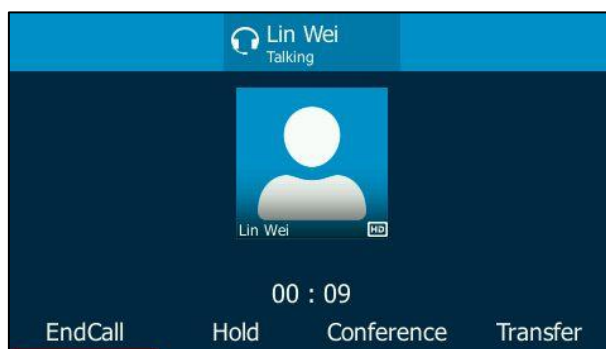 Lin Wei
Talking
Lin Wei HD
00 : 09
EndCall Hold Conference Transfer